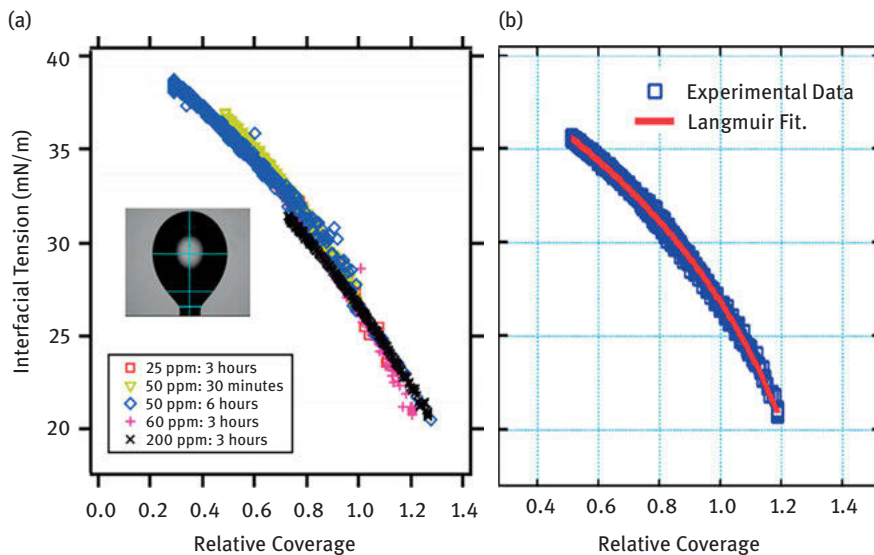 (a)
Interfacial Tension (mN/m)
40
35
30
25
20
25 ppm: 3 hours
50 ppm: 30 minutes
50 ppm: 6 hours
60 ppm: 3 hours
200 ppm: 3 hours
0.0 0.2 0.4 0.6 0.8 1.0 1.2 1.4
Relative Coverage
(b)
Experimental Data
Langmuir Fit.
0.4 0.6 0.8 1.0 1.2 1.4
Relative Coverage